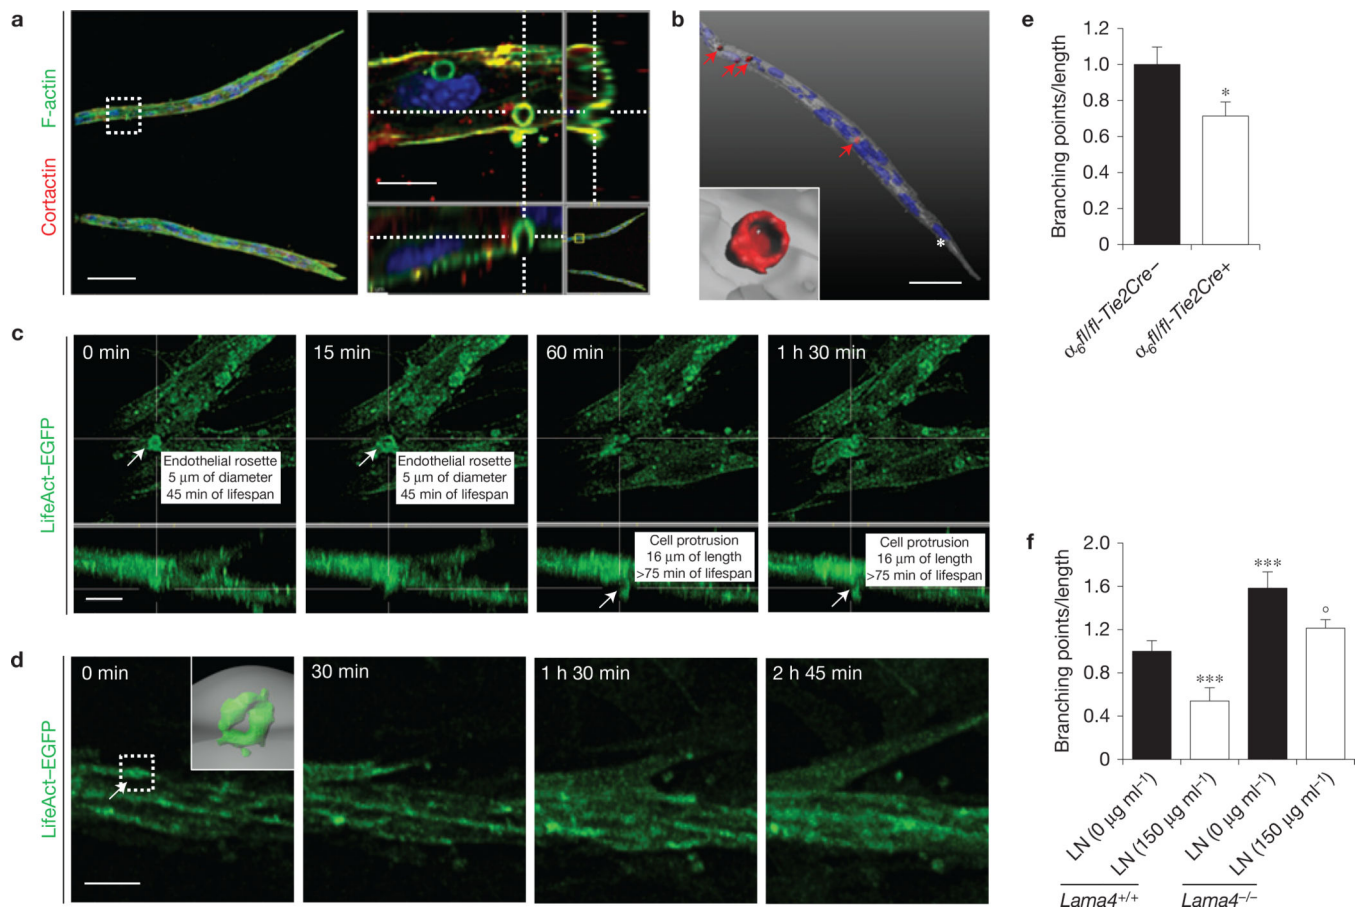 a
F-actin
Cortactin
b
*
c
LifeAct–EGFP
0 min
Endothelial rosette
5 µm of diameter
45 min of lifespan
15 min
Endothelial rosette
5 µm of diameter
45 min of lifespan
60 min
Cell protrusion
16 µm of length
>75 min of lifespan
1 h 30 min
Cell protrusion
16 µm of length
>75 min of lifespan
d
LifeAct–EGFP
0 min
30 min
1 h 30 min
2 h 45 min
e
Branching points/length
1.2
1.0
0.8
0.6
0.4
0.2
0
*
α6fl/fl-Tie2Cre–
α6fl/fl-Tie2Cre+
f
Branching points/length
2.0
1.6
1.2
0.8
0.4
0
***
***
°
LN (0 µg ml⁻¹)
LN (150 µg ml⁻¹)
LN (0 µg ml⁻¹)
LN (150 µg ml⁻¹)
Lama4+/+
Lama4–/–